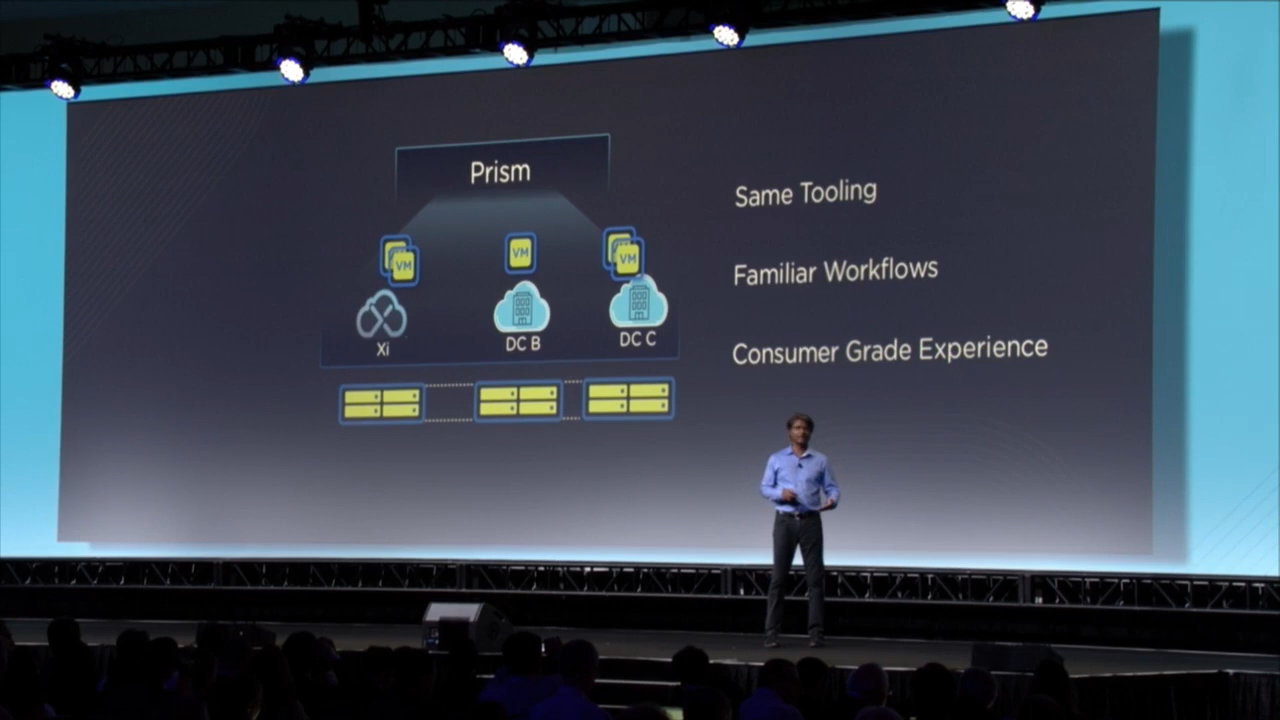 Prism
VM
VM
VM
Xi
DC B
DC C
Same Tooling
Familiar Workflows
Consumer Grade Experience